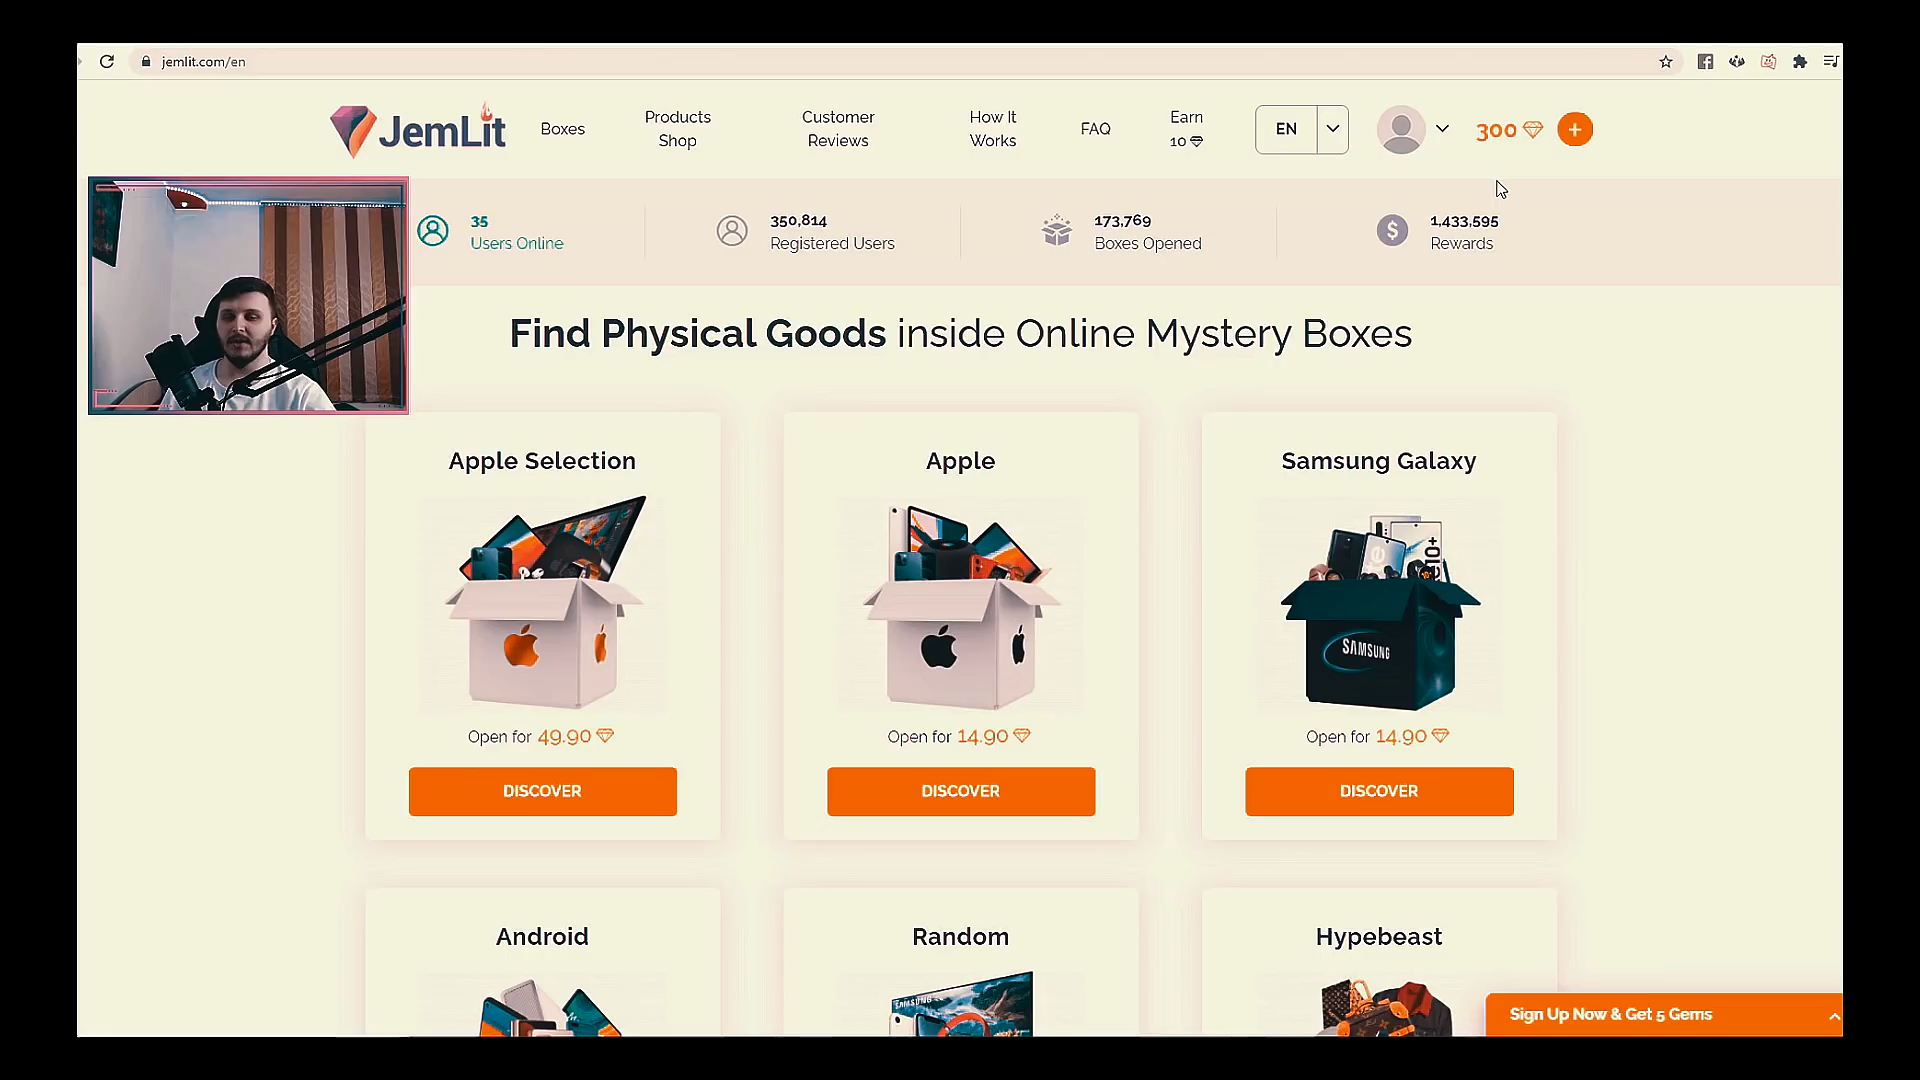 jemlit.com/en
JemLit
Boxes
Products
Shop
Customer
Reviews
How It
Works
FAQ
Earn
10
EN
300
+
35
Users Online
350,814
Registered Users
173,769
Boxes Opened
$
1,433,595
Rewards
Find Physical Goods inside Online Mystery Boxes
Apple Selection
Apple
Samsung Galaxy
SAMSUNG
Open for 49.90
Open for 14.90
Open for 14.90
DISCOVER
DISCOVER
DISCOVER
Android
Random
Hypebeast
SAMSUNG
Sign Up Now & Get 5 Gems